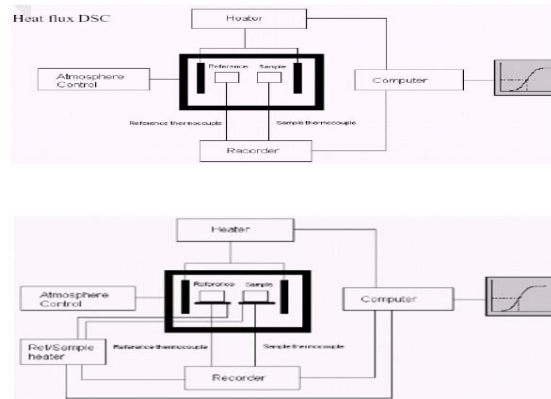 Heat flux DSC
Heater
Reference Sample
Atmosphere
Control
Computer
Reference thermocouple
Sample thermocouple
Recorder
Heater
Reference Sample
Atmosphere
Control
Computer
Ref/Sample
heater
Reference thermocouple
Sample thermocouple
Recorder